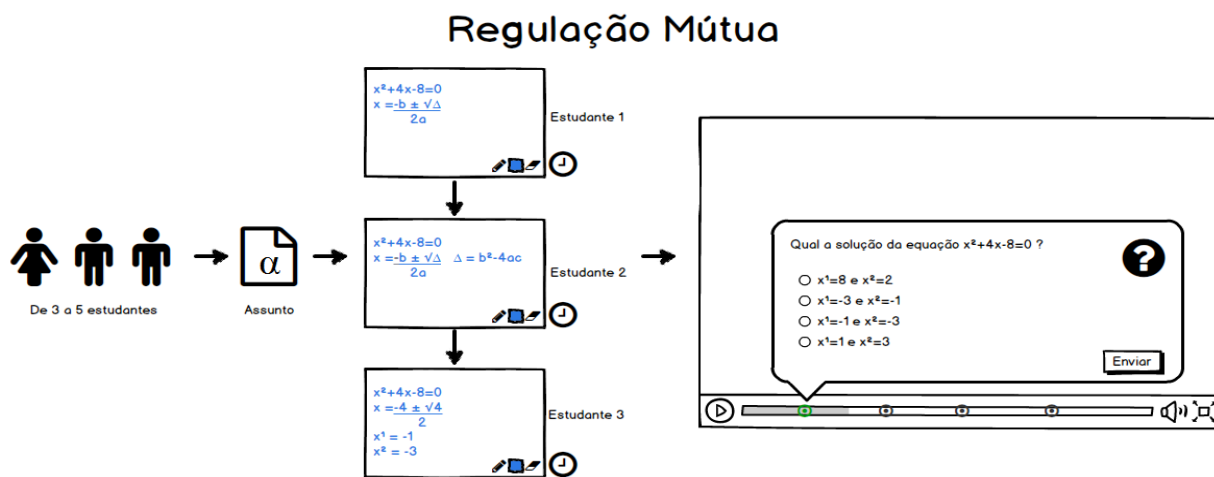 Regulação Mútua
De 3 a 5 estudantes
α
Assunto
x²+4x-8=0
x =-b ± √Δ
2a
Estudante 1
x²+4x-8=0
x =-b ± √Δ Δ = b²-4ac
2a
Estudante 2
x²+4x-8=0
x =-4 ± √4
2
x¹ = -1
x² = -3
Estudante 3
Qual a solução da equação x²+4x-8=0 ?
?
x¹=8 e x²=2
x¹=-3 e x²=-1
x¹=-1 e x²=-3
x¹=1 e x²=3
Enviar